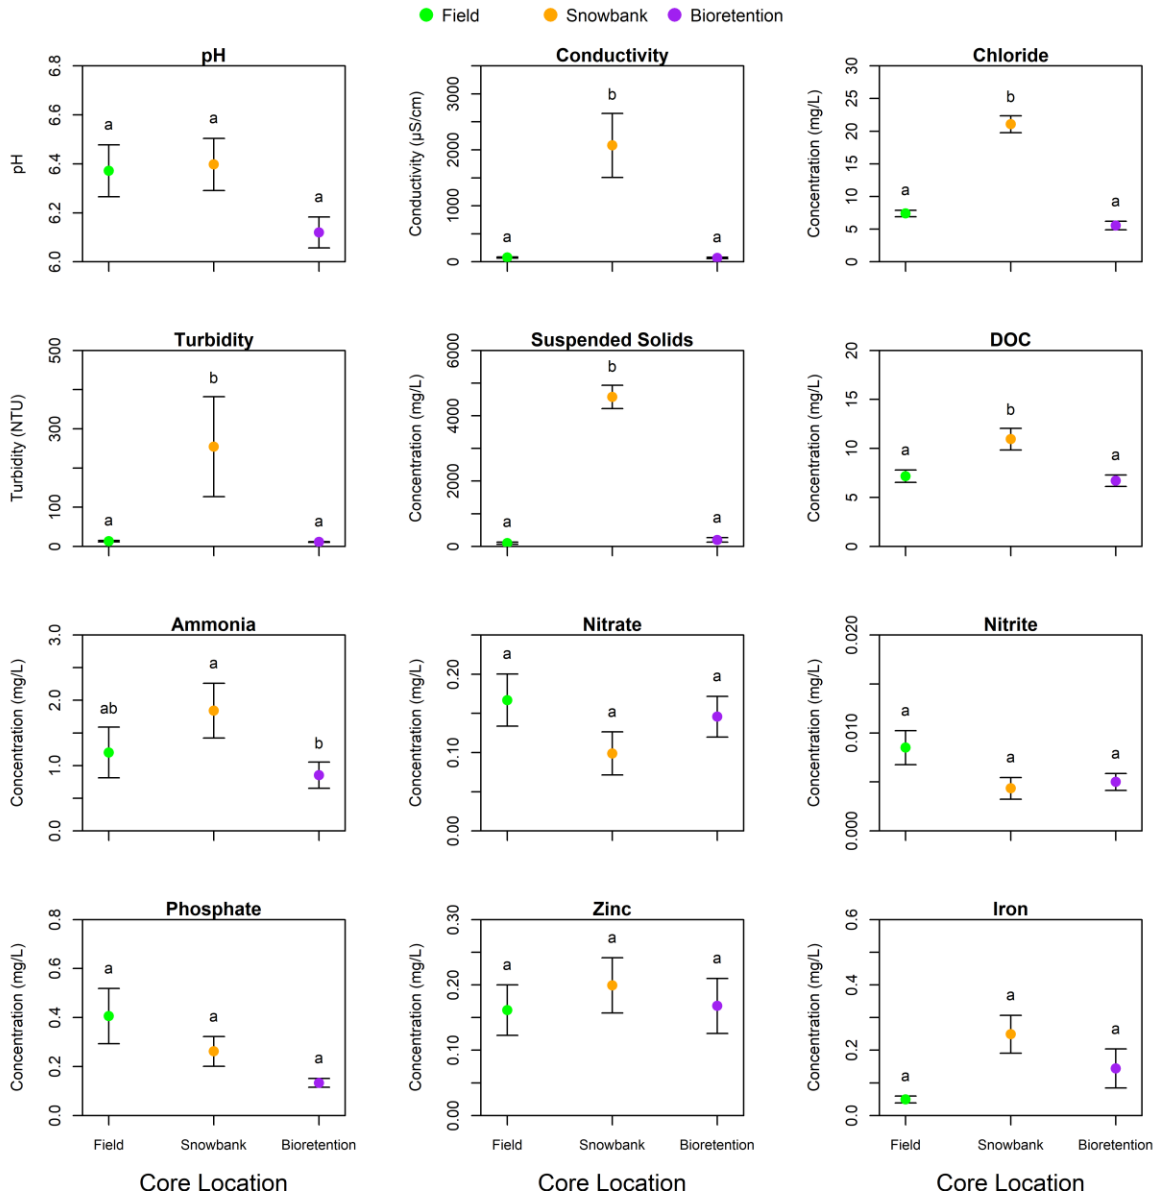 Field Snowbank Bioretention
pH
pH
6.8
6.6
6.4
6.2
6.0
a
a
a
Conductivity
Conductivity (µS/cm)
3000
2000
1000
0
a
b
a
Chloride
Concentration (mg/L)
30
25
20
15
10
5
0
a
b
a
Turbidity
Turbidity (NTU)
500
300
100
0
a
b
a
Suspended Solids
Concentration (mg/L)
6000
4000
2000
0
a
b
a
DOC
Concentration (mg/L)
20
15
10
5
0
a
b
a
Ammonia
Concentration (mg/L)
3.0
2.0
1.0
0.0
ab
a
b
Nitrate
Concentration (mg/L)
0.20
0.10
0.00
a
a
a
Nitrite
Concentration (mg/L)
0.020
0.010
0.000
a
a
a
Phosphate
Concentration (mg/L)
0.8
0.6
0.4
0.2
0.0
a
a
a
Field Snowbank Bioretention
Core Location
Zinc
Concentration (mg/L)
0.30
0.20
0.10
0.00
a
a
a
Field Snowbank Bioretention
Core Location
Iron
Concentration (mg/L)
0.6
0.4
0.2
0.0
a
a
a
Field Snowbank Bioretention
Core Location